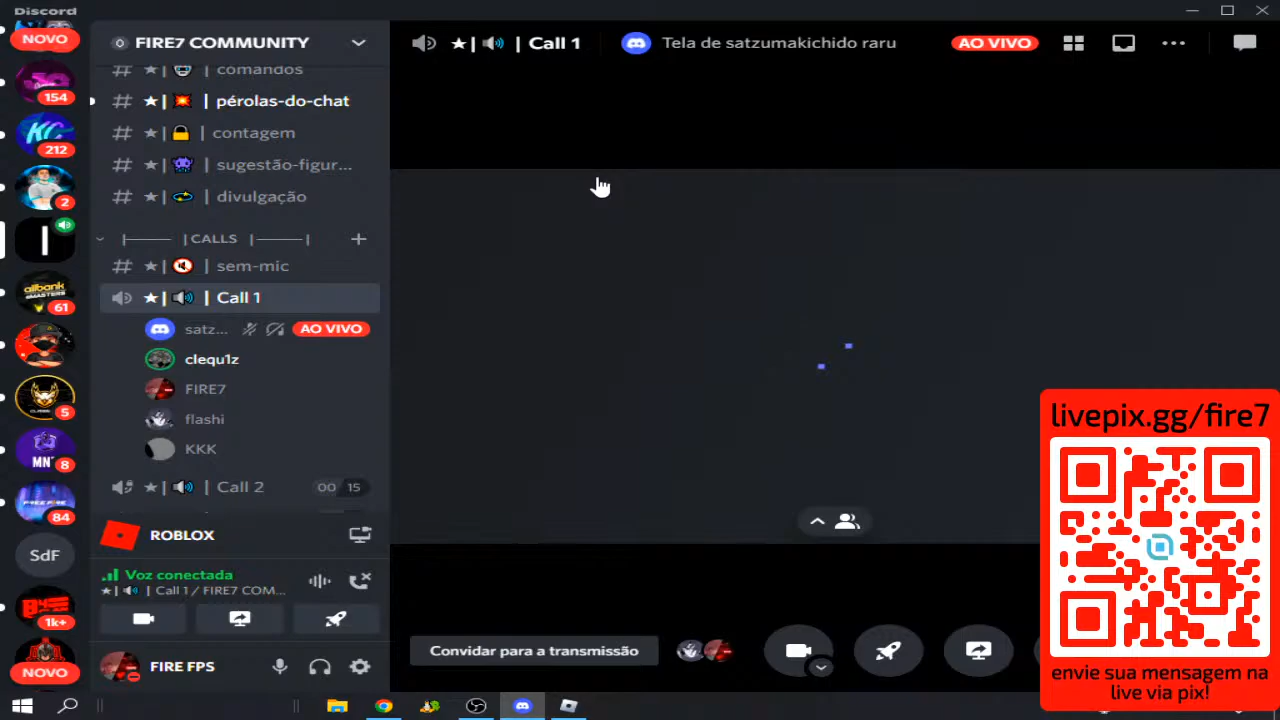 Discord
NOVO
154
212
2
61
5
MN
8
84
SdF
1k+
NOVO
FIRE7 COMMUNITY
# ★| | comandos
# ★| | pérolas-do-chat
# ★| | contagem
# ★| | sugestão-figur...
# ★| | divulgação
|—— |CALLS |——|
# ★| | sem-mic
★| | Call 1
satz... AO VIVO
clequ1z
FIRE7
flashi
KKK
★| | Call 2 00 15
ROBLOX
Voz conectada
★| | Call 1 / FIRE7 COM...
FIRE FPS
★| | Call 1
Tela de satzumakichido raru
AO VIVO
Convidar para a transmissão
livepix.gg/fire7
envie sua mensagem na
live via pix!